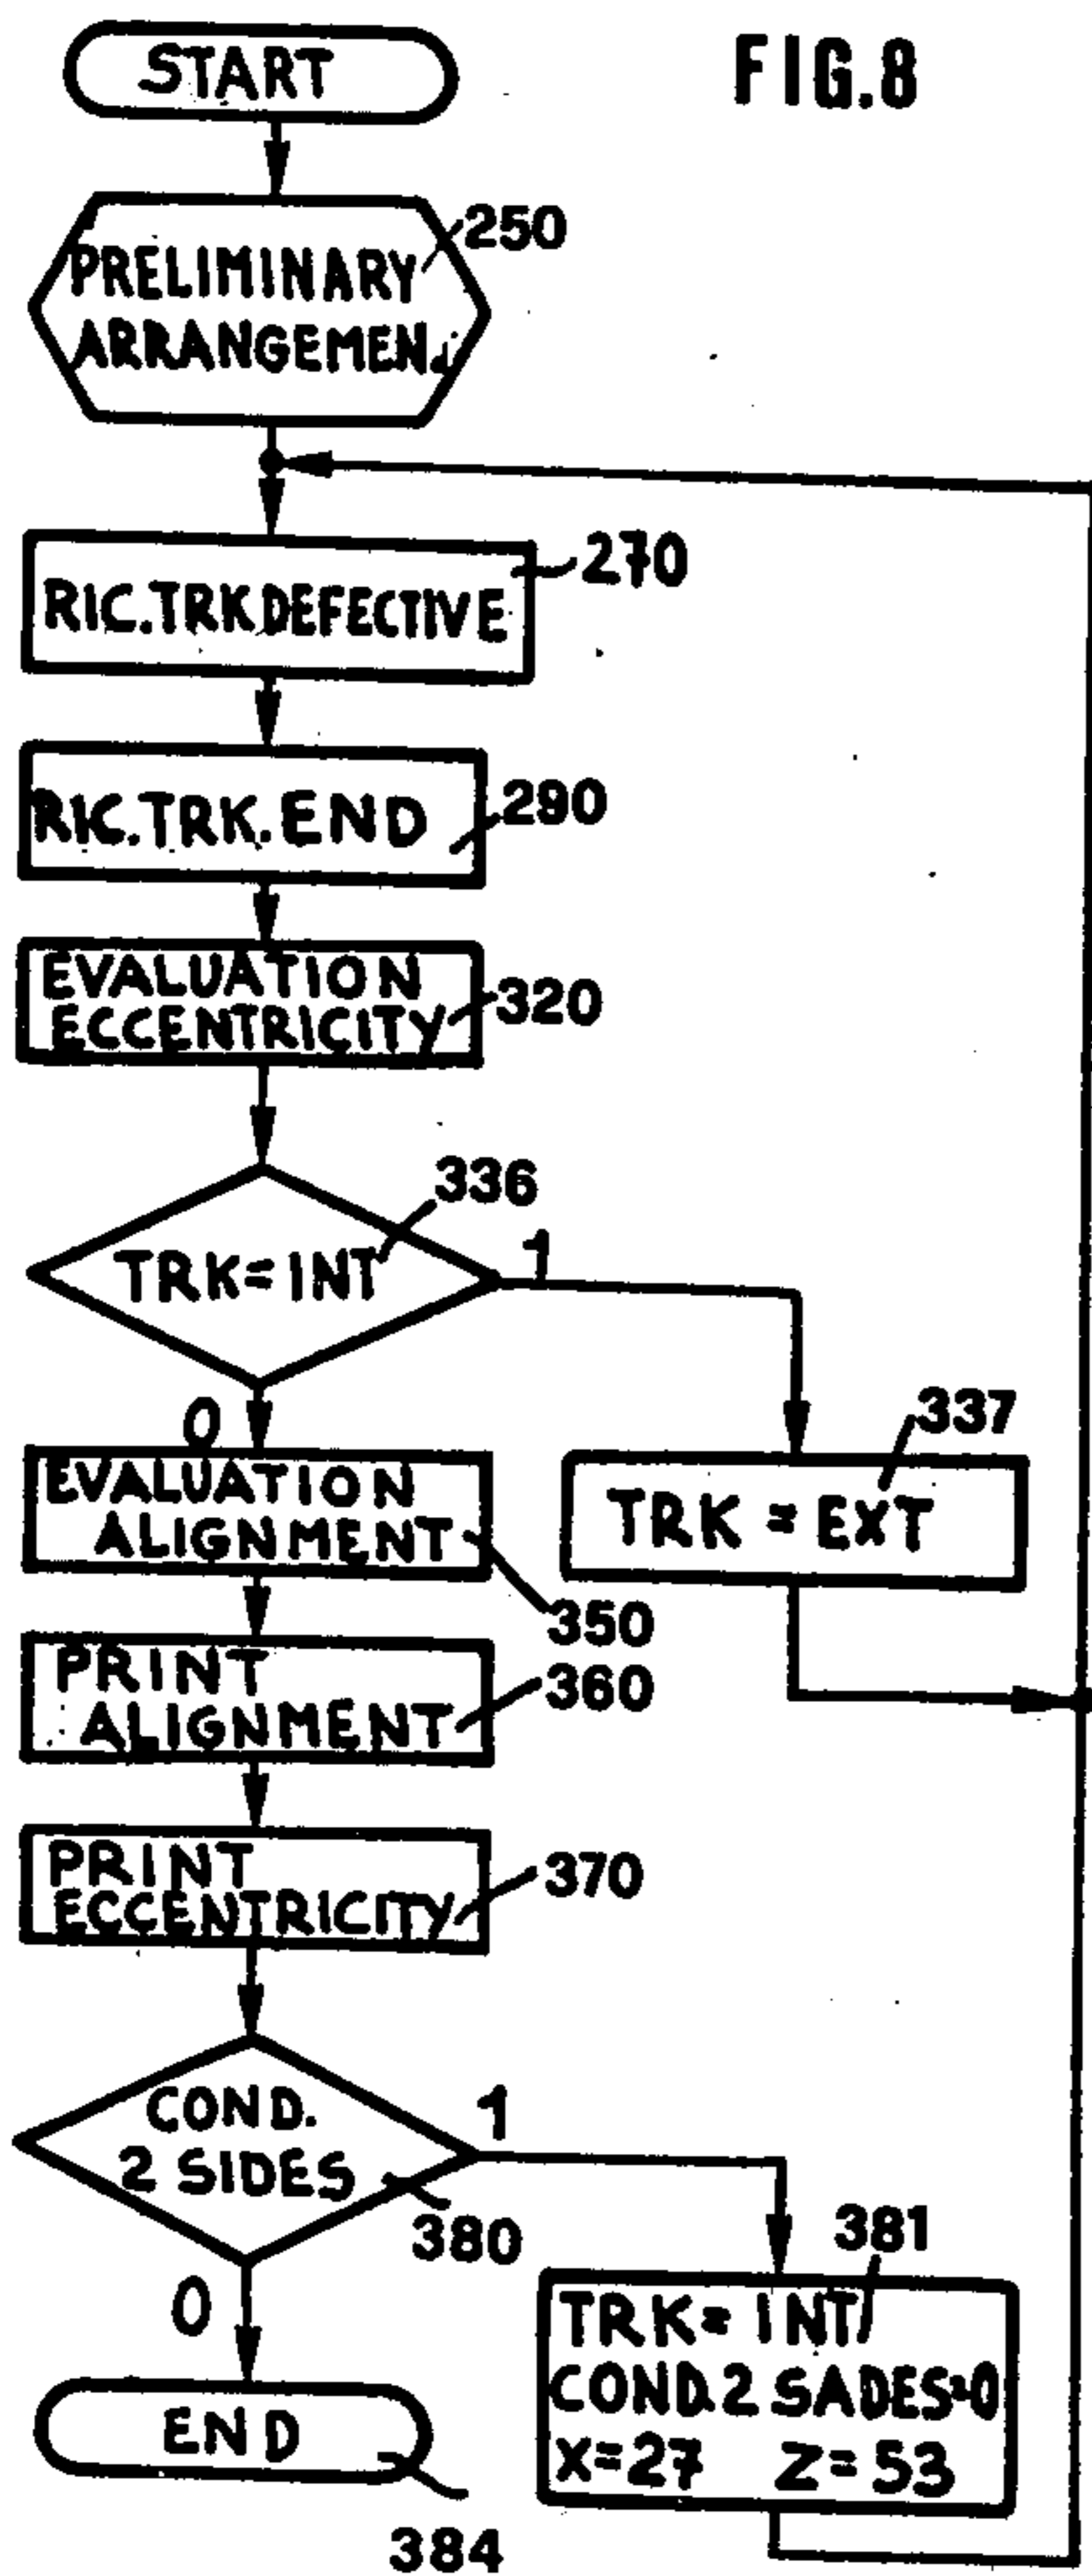 FIG.8
START
PRELIMINARY
ARRANGEMEN
250
RIC.TRK DEFECTIVE
270
RIC.TRK.END
290
EVALUATION
ECCENTRICITY
320
TRK=INT
336
1
0
EVALUATION
ALIGNMENT
350
TRK = EXT
337
PRINT
ALIGNMENT
360
PRINT
ECCENTRICITY
370
COND.
2 SIDES
380
1
0
381
TRK= INT
COND.2 SADES=0
X=27 Z=53
END
384